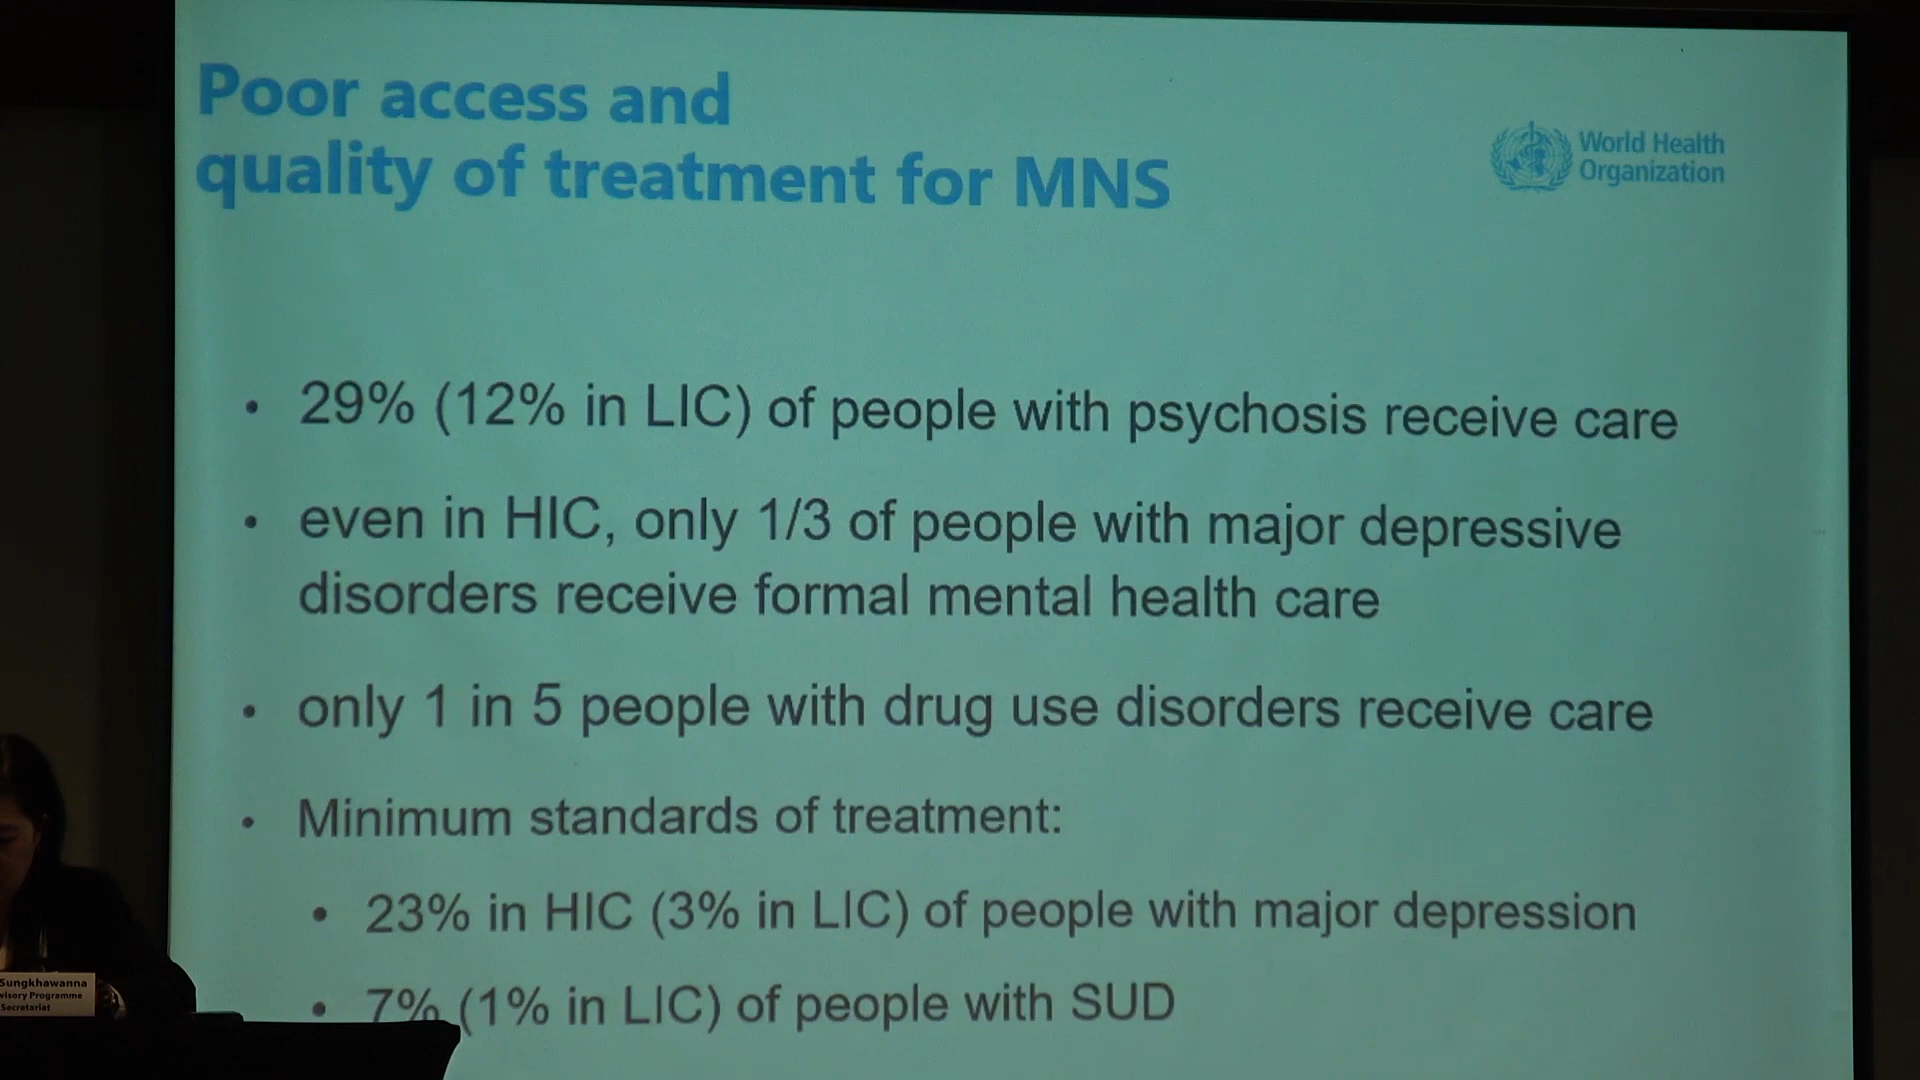 Poor access and
quality of treatment for MNS
World Health
Organization
• 29% (12% in LIC) of people with psychosis receive care
• even in HIC, only 1/3 of people with major depressive
disorders receive formal mental health care
• only 1 in 5 people with drug use disorders receive care
• Minimum standards of treatment:
• 23% in HIC (3% in LIC) of people with major depression
• 7% (1% in LIC) of people with SUD
Sungkhawanna
Programme
Secretariat